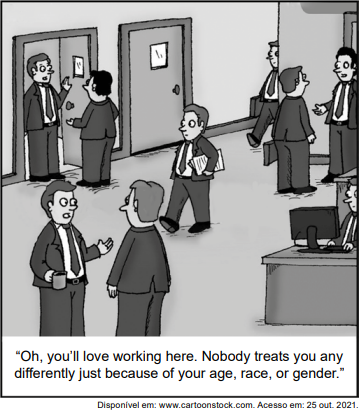 “Oh, you’ll love working here. Nobody treats you any
differently just because of your age, race, or gender.”
Disponível em: www.cartoonstock.com. Acesso em: 25 out. 2021.